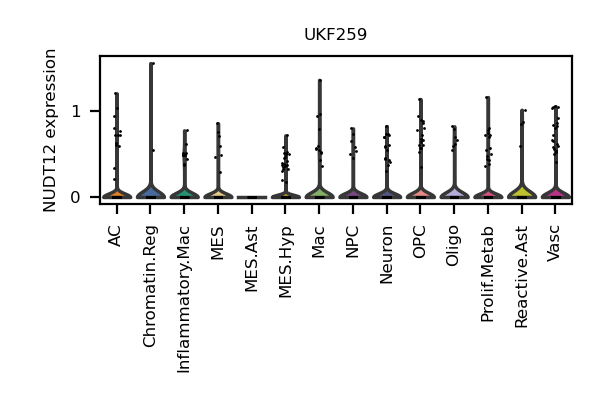 UKF259
NUDT12 expression
1
0
AC
Chromatin.Reg
Inflammatory.Mac
MES
MES.Ast
MES.Hyp
Mac
NPC
Neuron
OPC
Oligo
Prolif.Metab
Reactive.Ast
Vasc